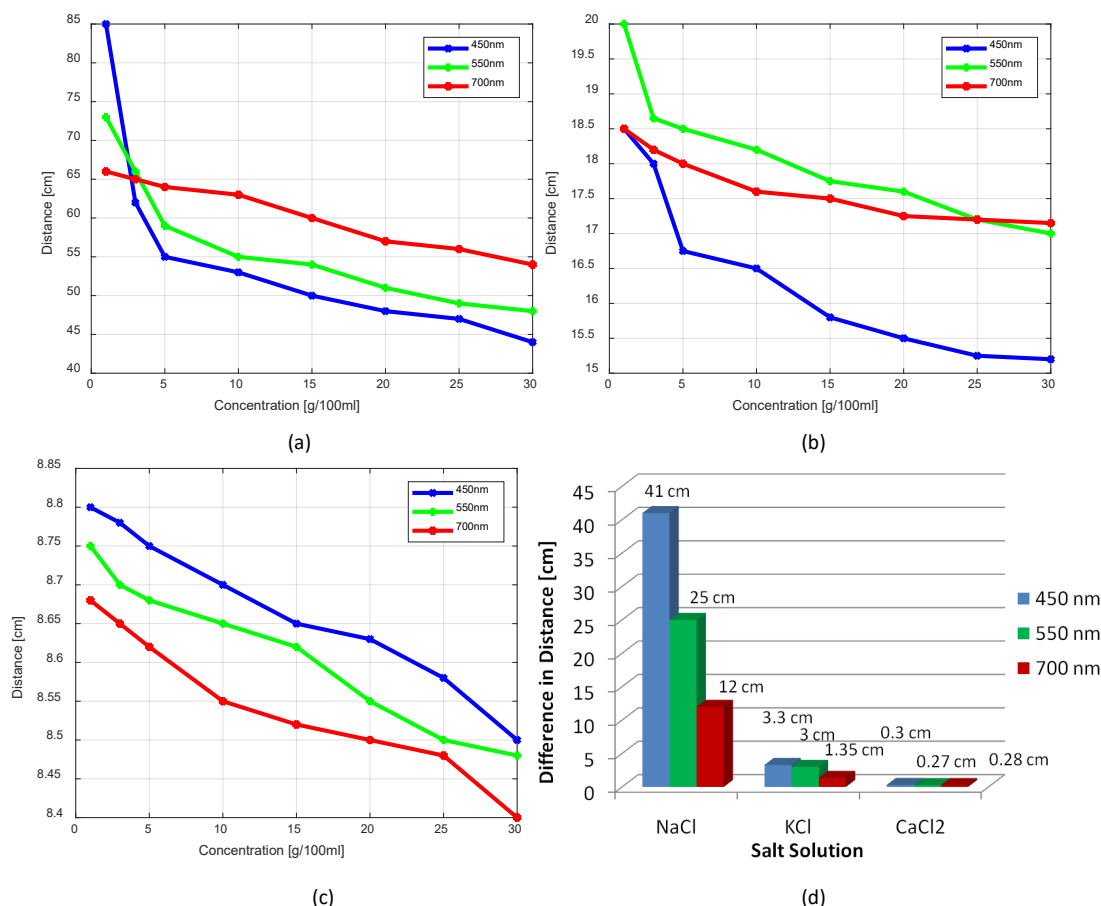 85
80
75
70
65
60
55
50
45
40
Distance [cm]
450nm
550nm
700nm
0 5 10 15 20 25 30
Concentration [g/100ml]
(a)
20
19.5
19
18.5
18
17.5
17
16.5
16
15.5
15
Distance [cm]
450nm
550nm
700nm
0 5 10 15 20 25 30
Concentration [g/100ml]
(b)
8.85
8.8
8.75
8.7
8.65
8.6
8.55
8.5
8.45
8.4
Distance [cm]
450nm
550nm
700nm
0 5 10 15 20 25 30
Concentration [g/100ml]
(c)
45
40
35
30
25
20
15
10
5
0
Difference in Distance [cm]
41 cm
25 cm
12 cm
3.3 cm
3 cm
1.35 cm
0.3 cm
0.27 cm
0.28 cm
450 nm
550 nm
700 nm
NaCl KCl CaCl2
Salt Solution
(d)